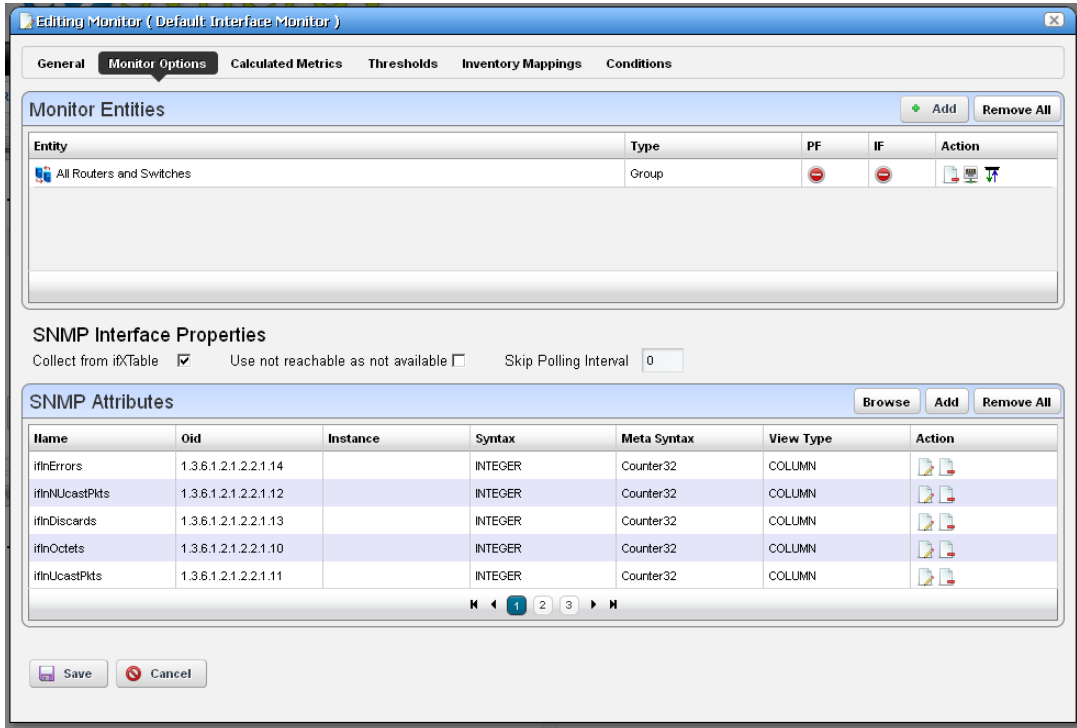 Editing Monitor ( Default Interface Monitor )
General Monitor Options Calculated Metrics Thresholds Inventory Mappings Conditions
Monitor Entities Add Remove All
Entity Type PF IF Action
All Routers and Switches Group
SNMP Interface Properties
Collect from ifXTable Use not reachable as not available Skip Polling Interval 0
SNMP Attributes Browse Add Remove All
Name Oid Instance Syntax Meta Syntax View Type Action
ifInErrors 1.3.6.1.2.1.2.2.1.14 INTEGER Counter32 COLUMN
ifInNUcastPkts 1.3.6.1.2.1.2.2.1.12 INTEGER Counter32 COLUMN
ifInDiscards 1.3.6.1.2.1.2.2.1.13 INTEGER Counter32 COLUMN
ifInOctets 1.3.6.1.2.1.2.2.1.10 INTEGER Counter32 COLUMN
ifInUcastPkts 1.3.6.1.2.1.2.2.1.11 INTEGER Counter32 COLUMN
1 2 3
Save Cancel